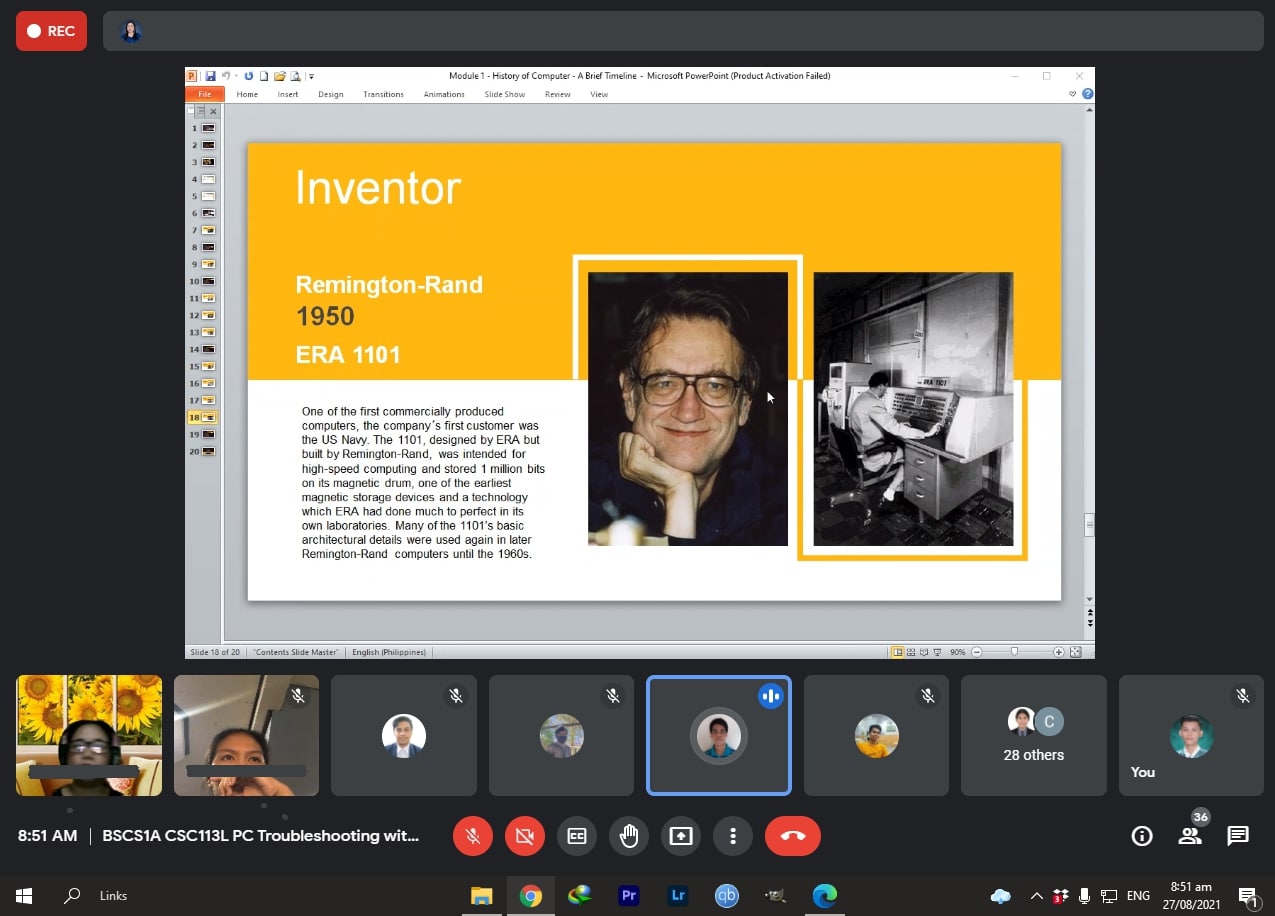 REC
Module 1 - History of Computer - A Brief Timeline - Microsoft PowerPoint (Product Activation Failed)
File Home Insert Design Transitions Animations Slide Show Review View
1
2
3
4
5
6
7
8
9
10
11
12
13
14
15
16
17
18
19
20
Inventor
Remington-Rand
1950
ERA 1101
One of the first commercially produced
computers, the company´s first customer was
the US Navy. The 1101, designed by ERA but
built by Remington-Rand, was intended for
high-speed computing and stored 1 million bits
on its magnetic drum, one of the earliest
magnetic storage devices and a technology
which ERA had done much to perfect in its
own laboratories. Many of the 1101's basic
architectural details were used again in later
Remington-Rand computers until the 1960s.
ERA 1101
Slide 18 of 20 "Contents Slide Master" English (Philippines) 90%
C
28 others
You
8:51 AM | BSCS1A CSC113L PC Troubleshooting wit...
CC
36
Links
Pr
Lr
qb
3
ENG
8:51 am
27/08/2021
1